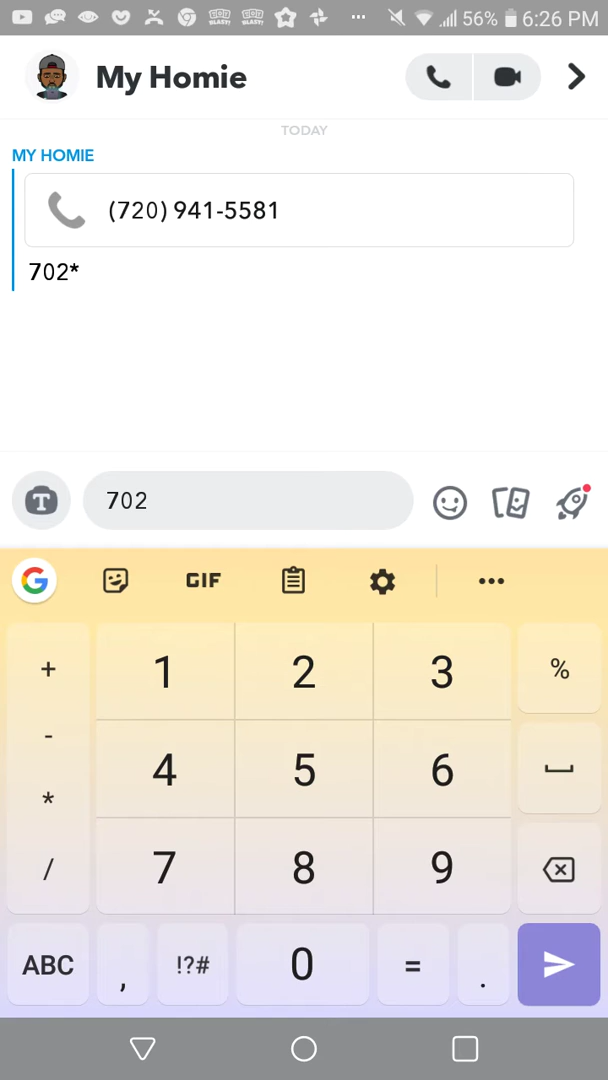 56% 6:26 PM
My Homie
TODAY
MY HOMIE
(720) 941-5581
702*
T 702
G GIF
+ 1 2 3 %
-
4 5 6
*
/ 7 8 9
ABC , !?# 0 = .